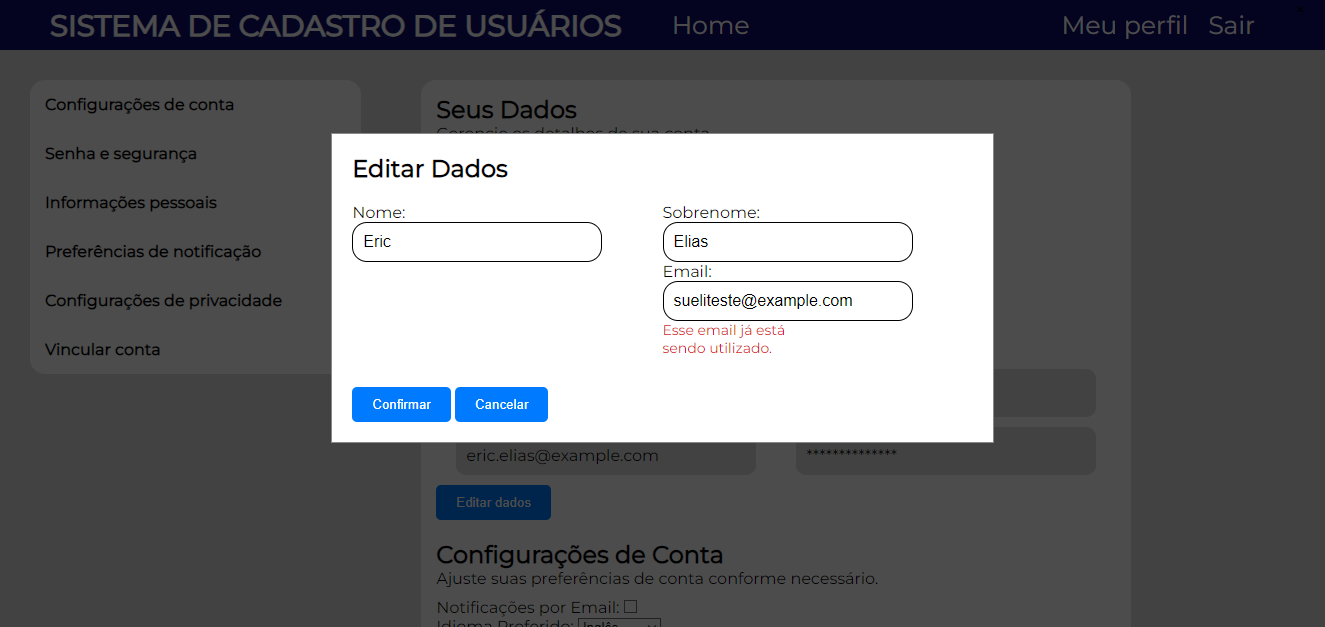 SISTEMA DE CADASTRO DE USUÁRIOS
Home
Meu perfil
Sair
Configurações de conta
Senha e segurança
Informações pessoais
Preferências de notificação
Configurações de privacidade
Vincular conta
Seus Dados
Gerencie os detalhes de sua conta
Editar Dados
Nome:
Eric
Sobrenome:
Elias
Email:
sueliteste@example.com
Esse email já está
sendo utilizado.
Confirmar
Cancelar
eric.elias@example.com
**************
Editar dados
Configurações de Conta
Ajuste suas preferências de conta conforme necessário.
Notificações por Email:
Idioma Preferido: Inglês